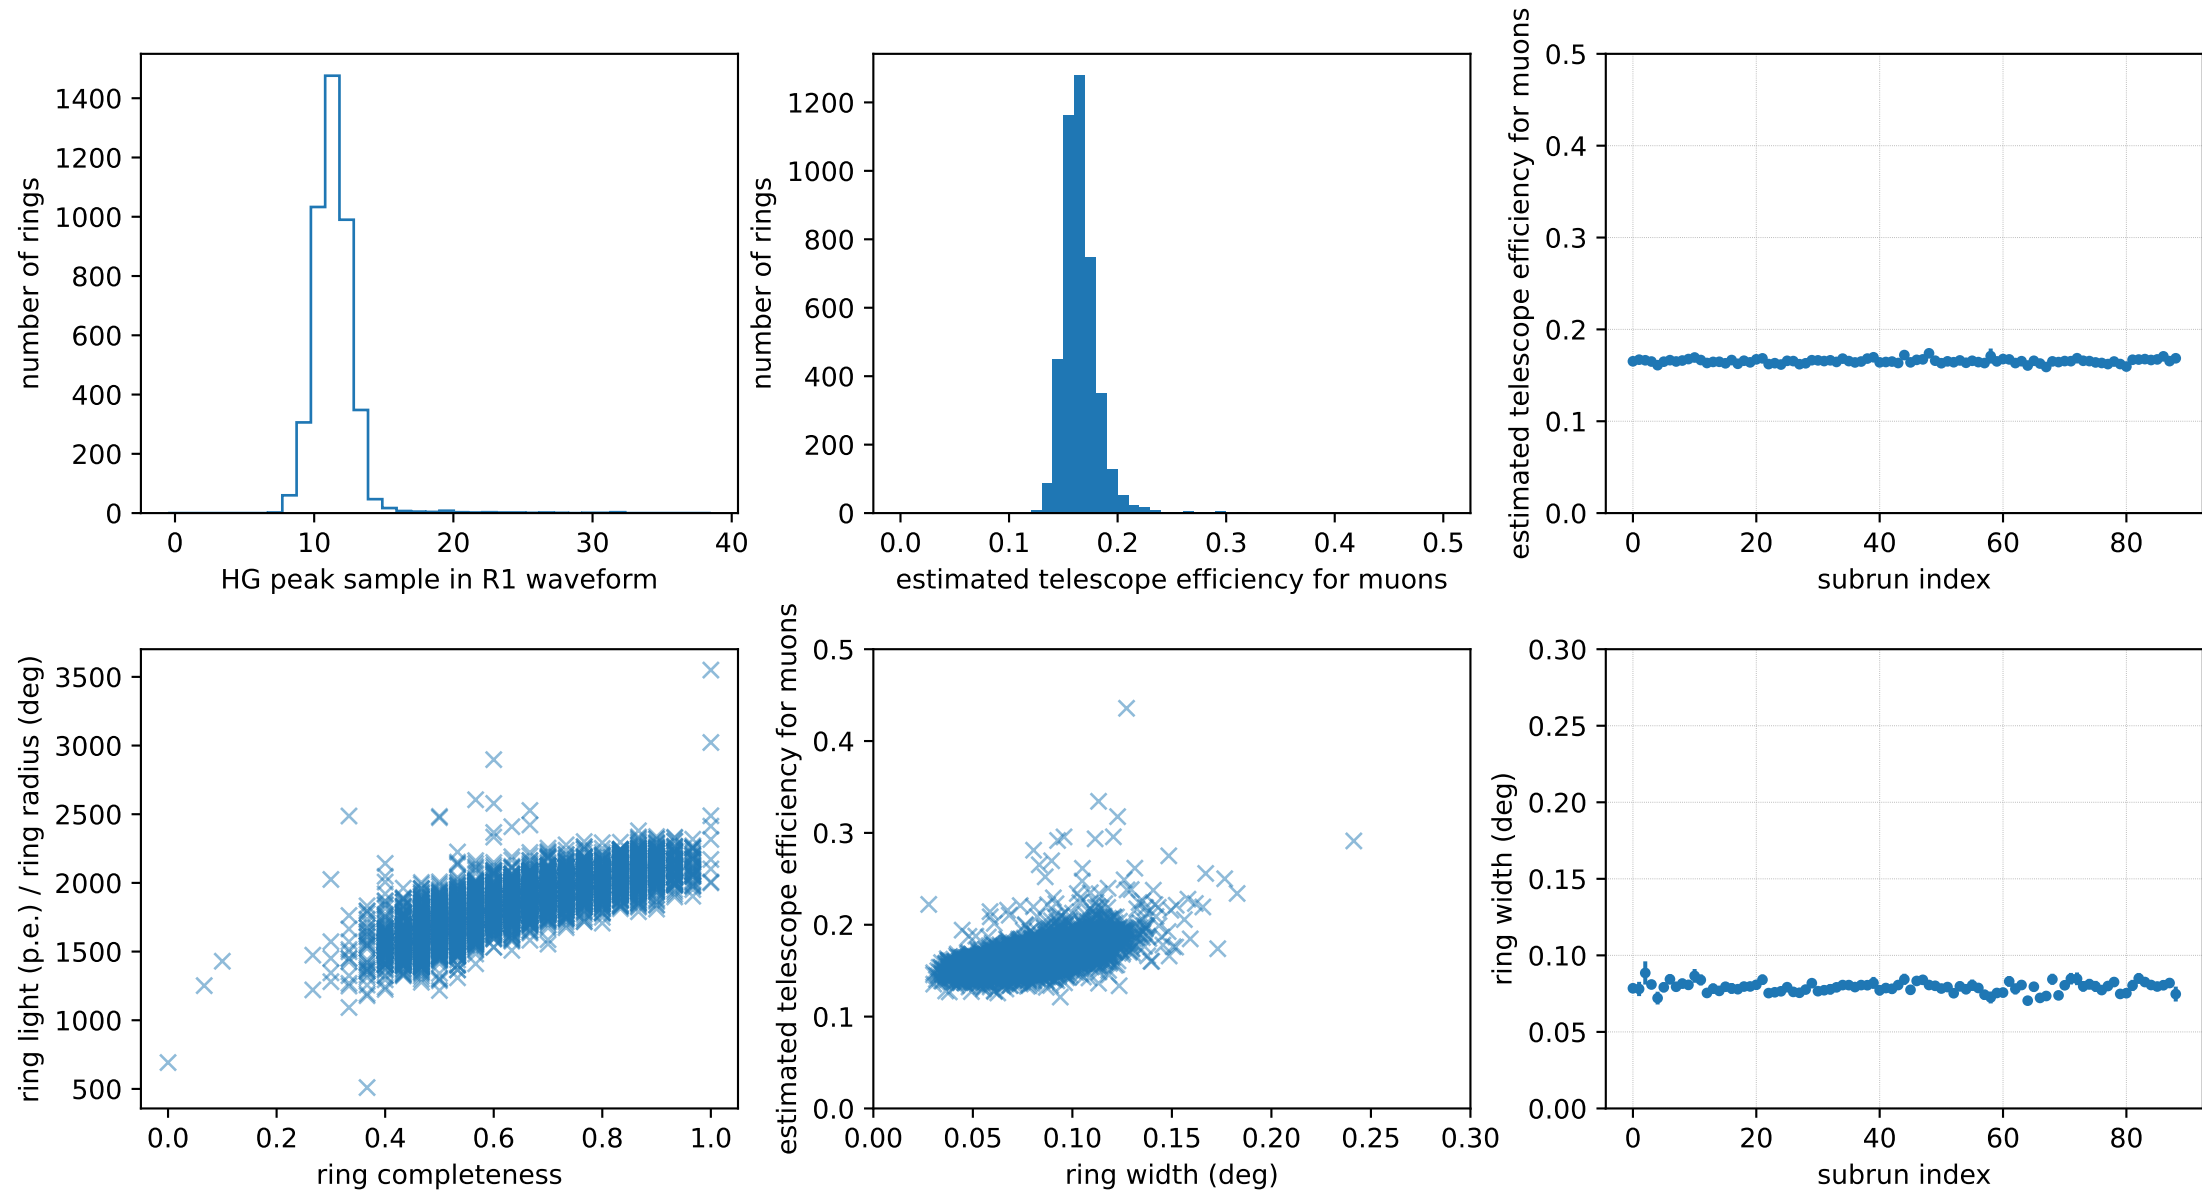 1400
1200
1000
800
600
400
200
0
number of rings
0 10 20 30 40
HG peak sample in R1 waveform
1200
1000
800
600
400
200
0
number of rings
0.0 0.1 0.2 0.3 0.4 0.5
estimated telescope efficiency for muons
0.5
0.4
0.3
0.2
0.1
0.0
estimated telescope efficiency for muons
0 20 40 60 80
subrun index
3500
3000
2500
2000
1500
1000
500
ring light (p.e.) / ring radius (deg)
0.0 0.2 0.4 0.6 0.8 1.0
ring completeness
0.5
0.4
0.3
0.2
0.1
0.0
estimated telescope efficiency for muons
0.00 0.05 0.10 0.15 0.20 0.25 0.30
ring width (deg)
0.30
0.25
0.20
0.15
0.10
0.05
0.00
ring width (deg)
0 20 40 60 80
subrun index